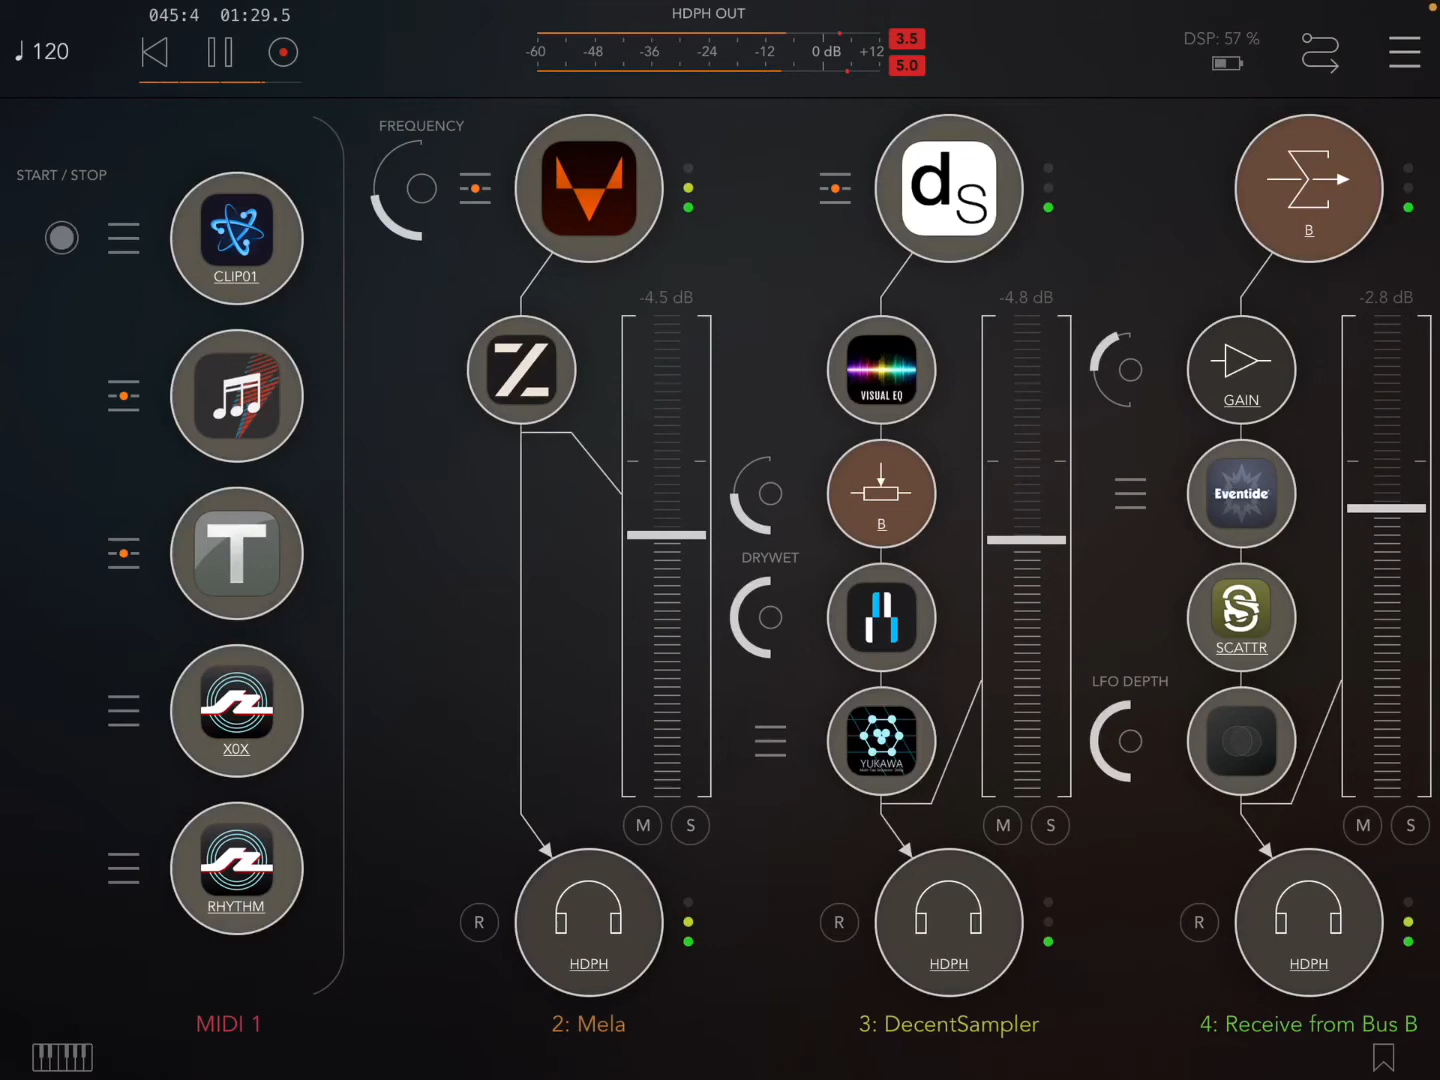 045:4 01:29.5
♩ 120
HDPH OUT
-60 -48 -36 -24 -12 0 dB +12
3.5
5.0
DSP: 57 %
START / STOP
CLIP01
T
X0X
RHYTHM
MIDI 1
FREQUENCY
Z
-4.5 dB
M S
R
HDPH
2: Mela
ds
-4.8 dB
VISUAL EQ
B
DRYWET
YUKAWA
M S
R
HDPH
3: DecentSampler
B
-2.8 dB
GAIN
Eventide
S
SCATTR
LFO DEPTH
M S
R
HDPH
4: Receive from Bus B